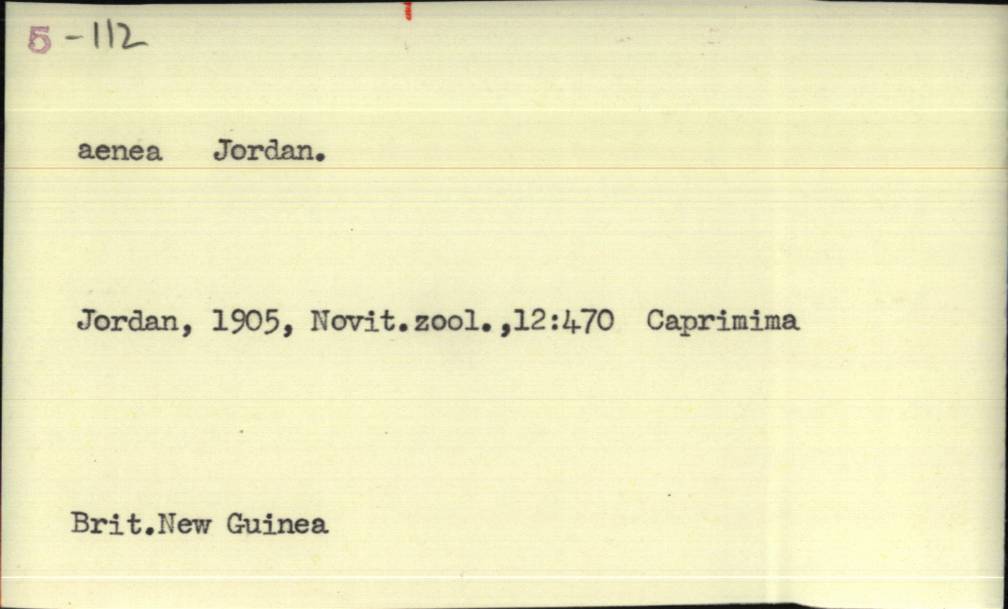 5 - 112
aenea Jordan.
Jordan, 1905, Novit.zool.,12:470 Caprimima
Brit.New Guinea